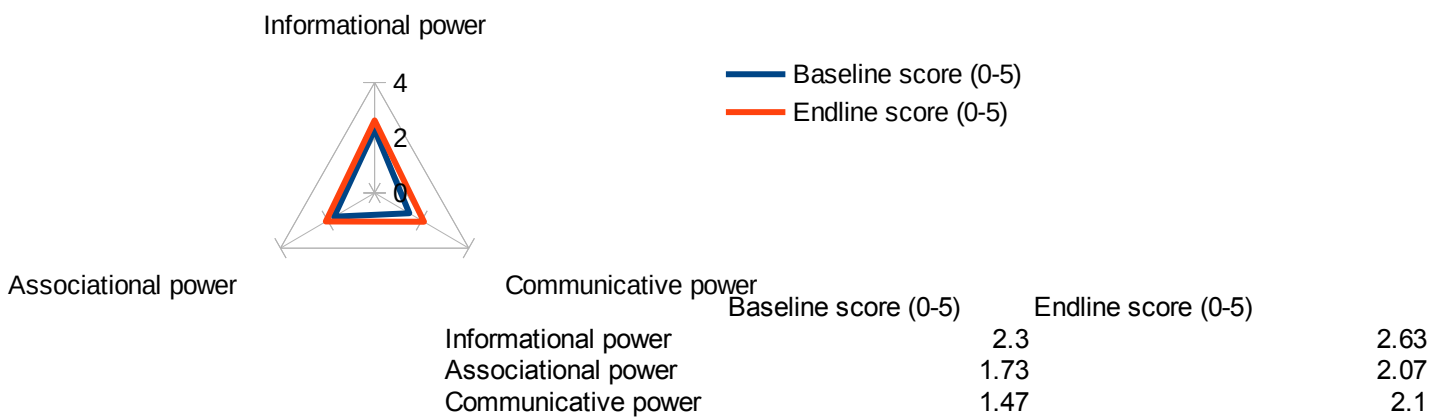 Informational power
4
2
0
Baseline score (0-5)
Endline score (0-5)
Associational power
Communicative power
Baseline score (0-5) Endline score (0-5)
Informational power 2.3 2.63
Associational power 1.73 2.07
Communicative power 1.47 2.1